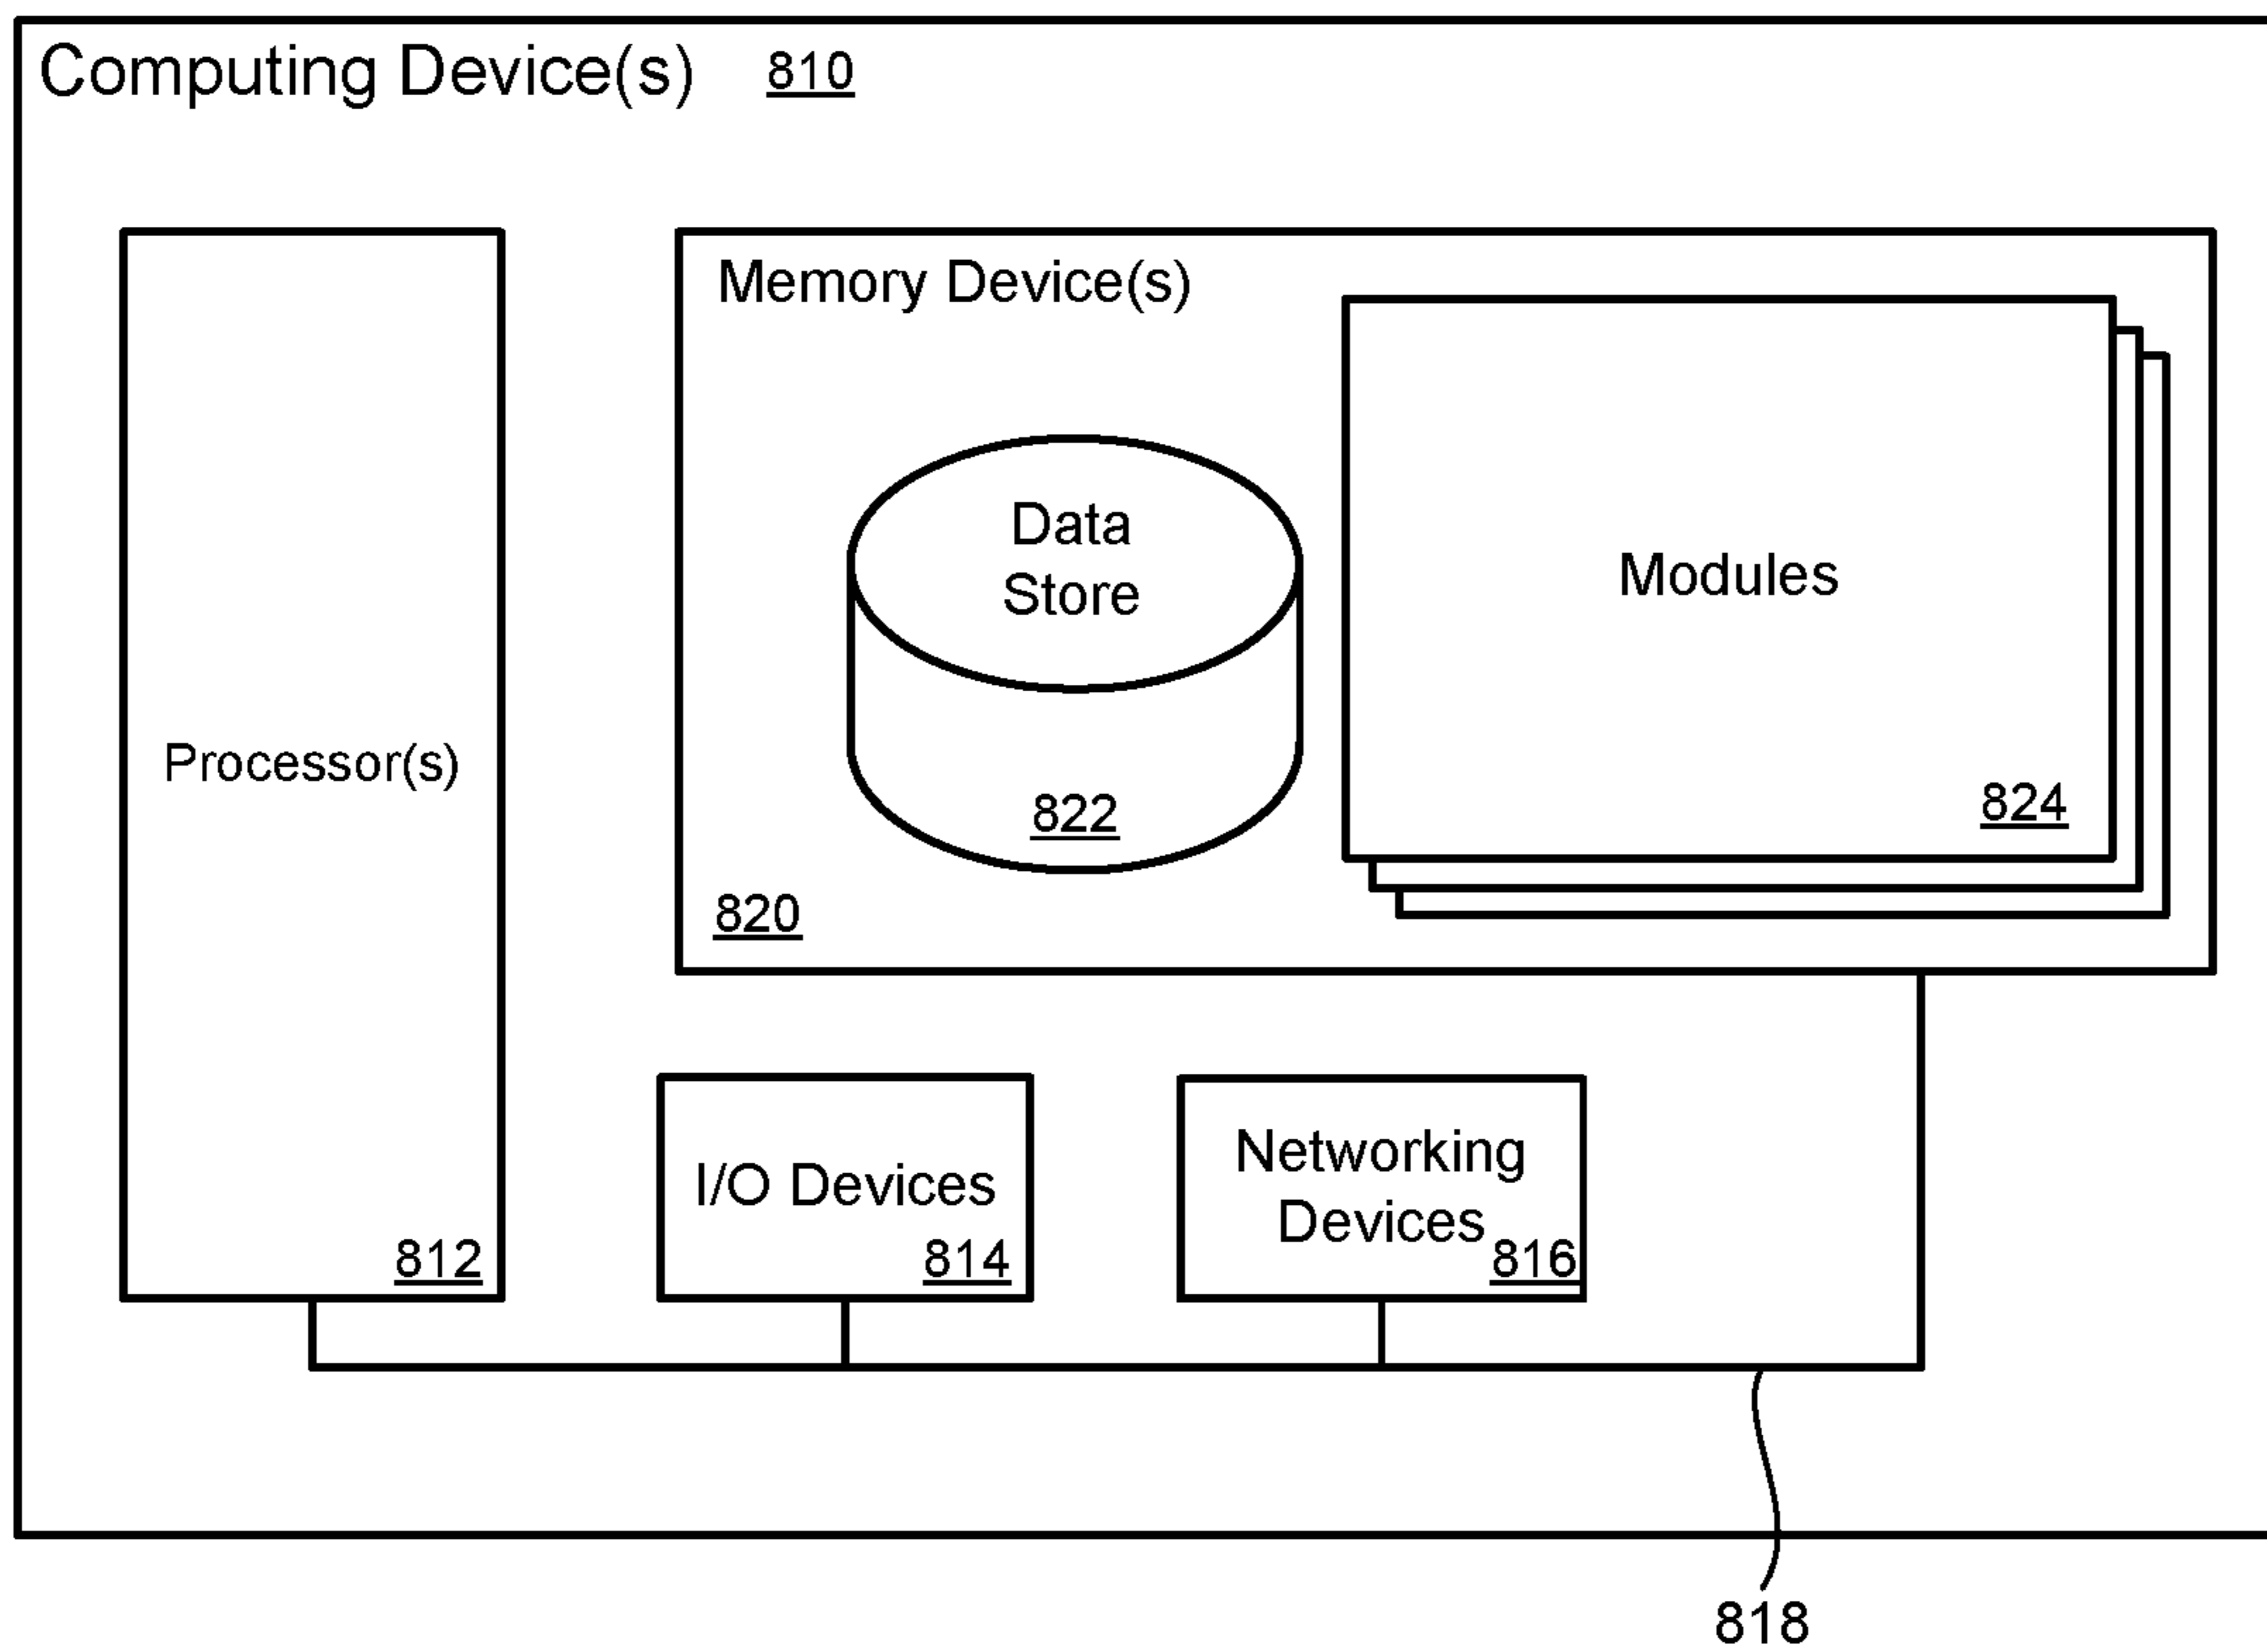 Computing Device(s) 810
Memory Device(s)
Data
Store
Modules
Processor(s)
822
824
820
I/O Devices
Networking
Devices
812
814
816
818